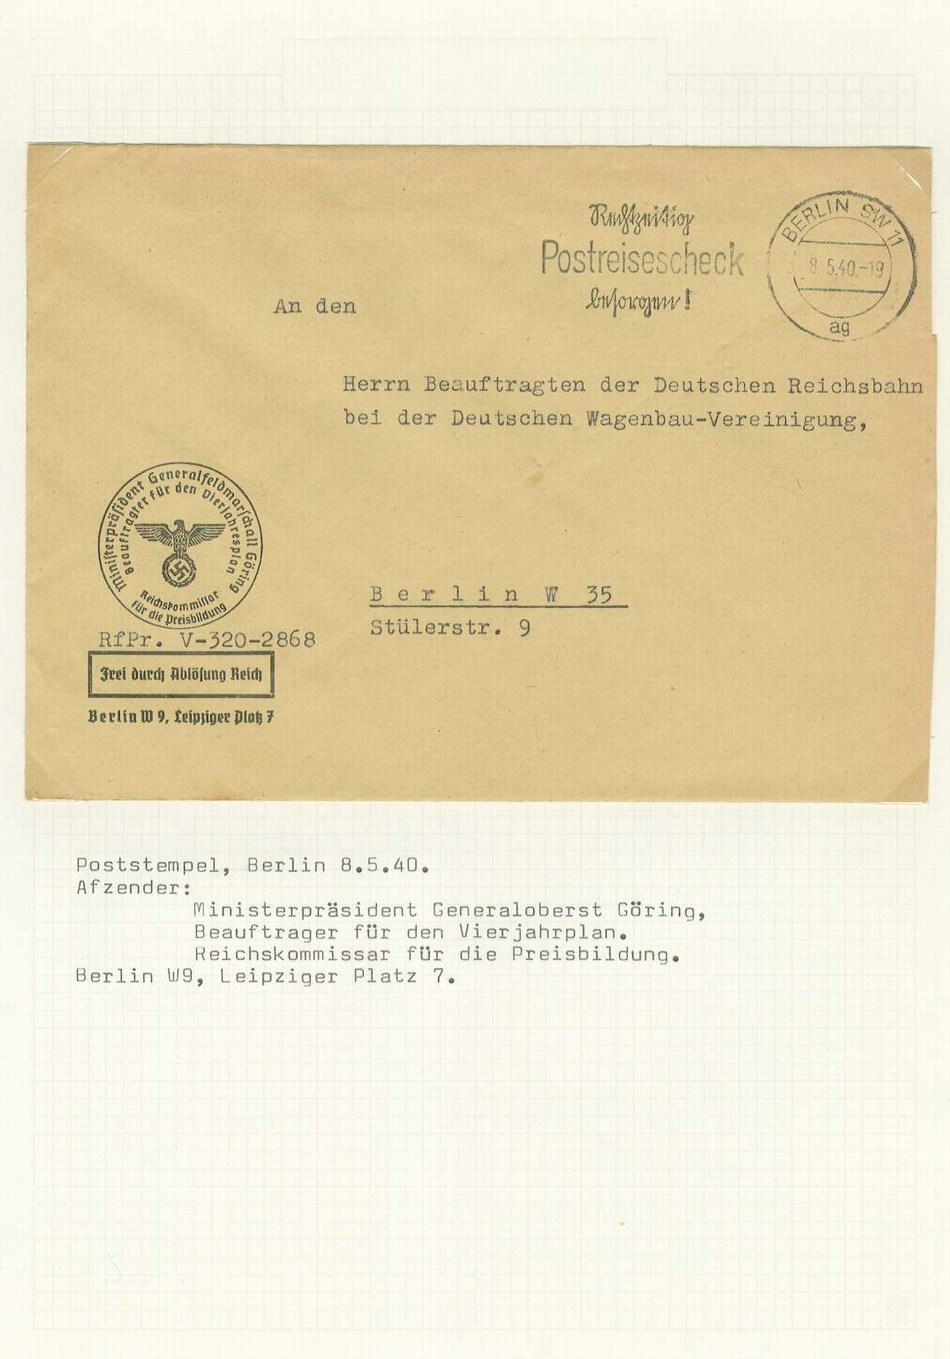 Rechtzeitig
Postreisescheck
besorgen!
BERLIN SW 11
8.5.40.-19
ag
An den
Herrn Beauftragten der Deutschen Reichsbahn
bei der Deutschen Wagenbau-Vereinigung,
Ministerpräsident Generalfeldmarschall Göring
Beauftragter für den Vierjahresplan
Reichskommissar
für die Preisbildung
Berlin W 35
Stülerstr. 9
RfPr. V-320-2868
Frei durch Ablösung Reich
Berlin W 9, Leipziger Platz 7
Poststempel, Berlin 8.5.40.
Afzender:
Ministerpräsident Generaloberst Göring,
Beauftrager für den Vierjahrplan.
Reichskommissar für die Preisbildung.
Berlin W9, Leipziger Platz 7.